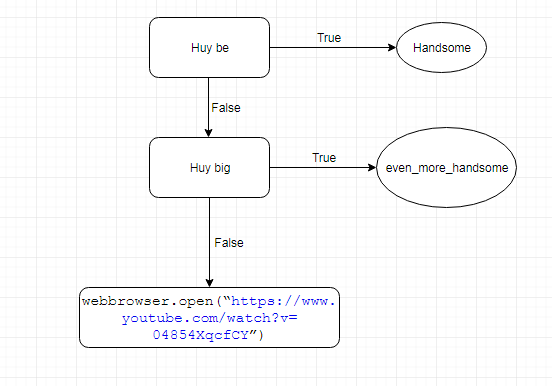 Huy be
True
Handsome
False
Huy big
True
even_more_handsome
False
webbrowser.open(“https://www.
youtube.com/watch?v=
04854XqcfCY”)